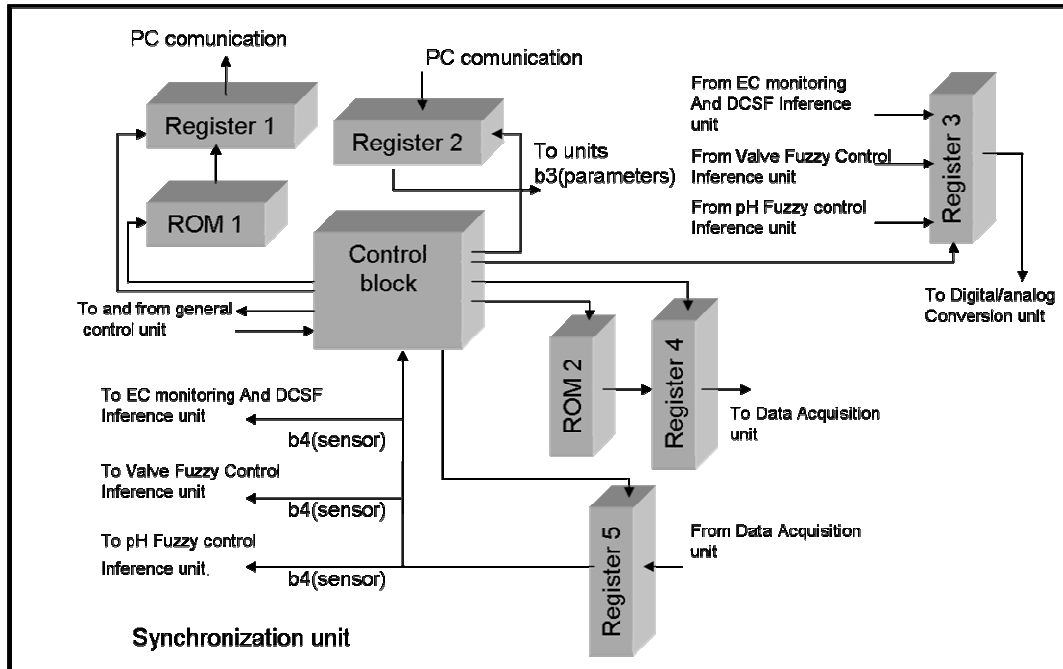 PC comunication
Register 1
ROM 1
PC comunication
Register 2
To units
b3(parameters)
From EC monitoring
And DCSF Inference
unit
From Valve Fuzzy Control
Inference unit
From pH Fuzzy control
Inference unit
Register 3
To Digital/analog
Conversion unit
Control
block
To and from general
control unit
ROM 2
Register 4
To Data Acquisition
unit
To EC monitoring And DCSF
Inference unit
b4(sensor)
To Valve Fuzzy Control
Inference unit
b4(sensor)
To pH Fuzzy control
Inference unit.
b4(sensor)
Register 5
From Data Acquisition
unit
Synchronization unit